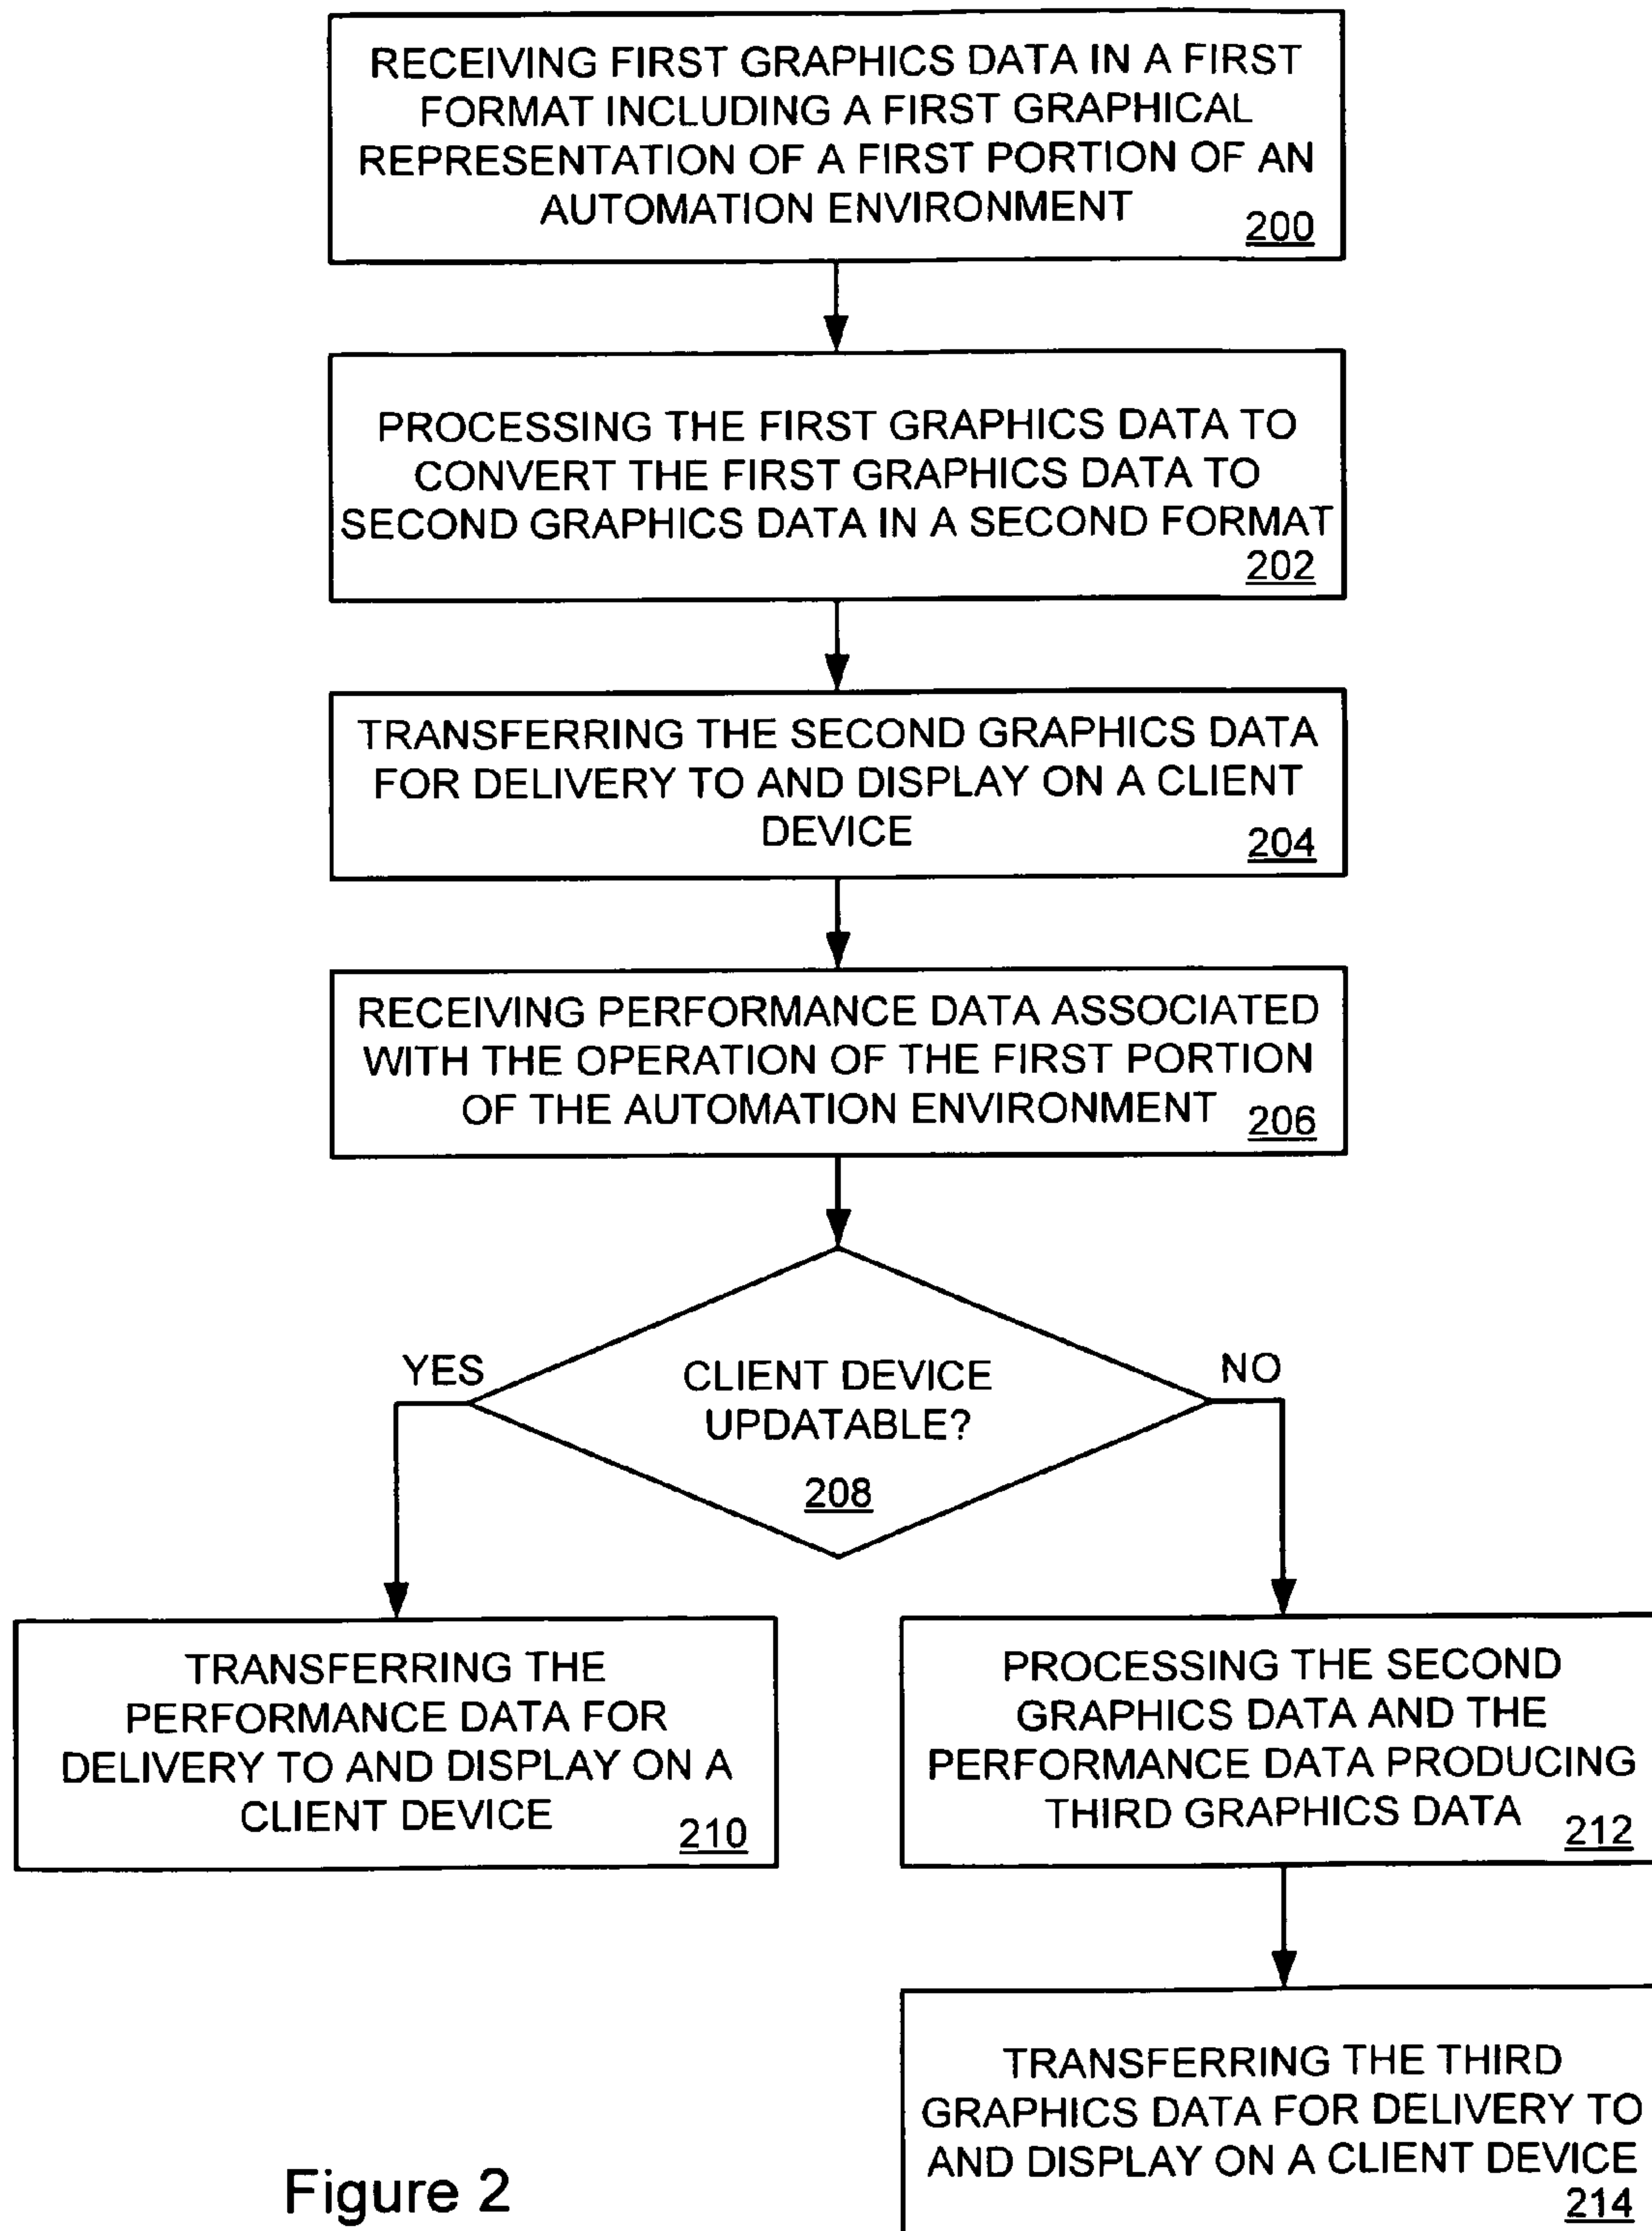 RECEIVING FIRST GRAPHICS DATA IN A FIRST
FORMAT INCLUDING A FIRST GRAPHICAL
REPRESENTATION OF A FIRST PORTION OF AN
AUTOMATION ENVIRONMENT
200
PROCESSING THE FIRST GRAPHICS DATA TO
CONVERT THE FIRST GRAPHICS DATA TO
SECOND GRAPHICS DATA IN A SECOND FORMAT
202
TRANSFERRING THE SECOND GRAPHICS DATA
FOR DELIVERY TO AND DISPLAY ON A CLIENT
DEVICE
204
RECEIVING PERFORMANCE DATA ASSOCIATED
WITH THE OPERATION OF THE FIRST PORTION
OF THE AUTOMATION ENVIRONMENT
206
YES
CLIENT DEVICE
UPDATABLE?
208
NO
TRANSFERRING THE
PERFORMANCE DATA FOR
DELIVERY TO AND DISPLAY ON A
CLIENT DEVICE
210
PROCESSING THE SECOND
GRAPHICS DATA AND THE
PERFORMANCE DATA PRODUCING
THIRD GRAPHICS DATA
212
TRANSFERRING THE THIRD
GRAPHICS DATA FOR DELIVERY TO
AND DISPLAY ON A CLIENT DEVICE
214
Figure 2